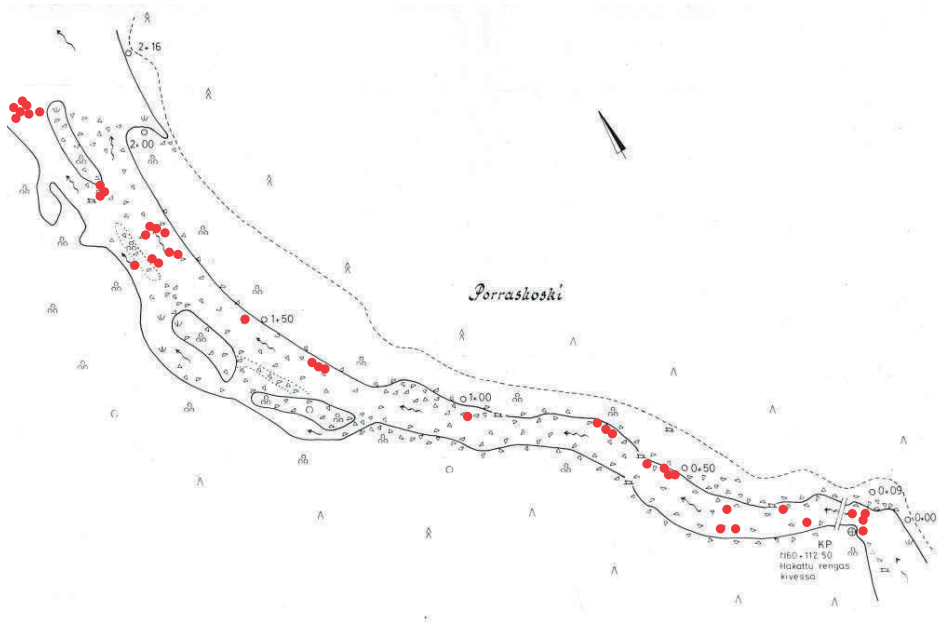 2+16
2+00
Porraskoski
1+50
1+00
0+50
0+09
0+00
KP
N60+112.50
Hakattu rengas
kivessä